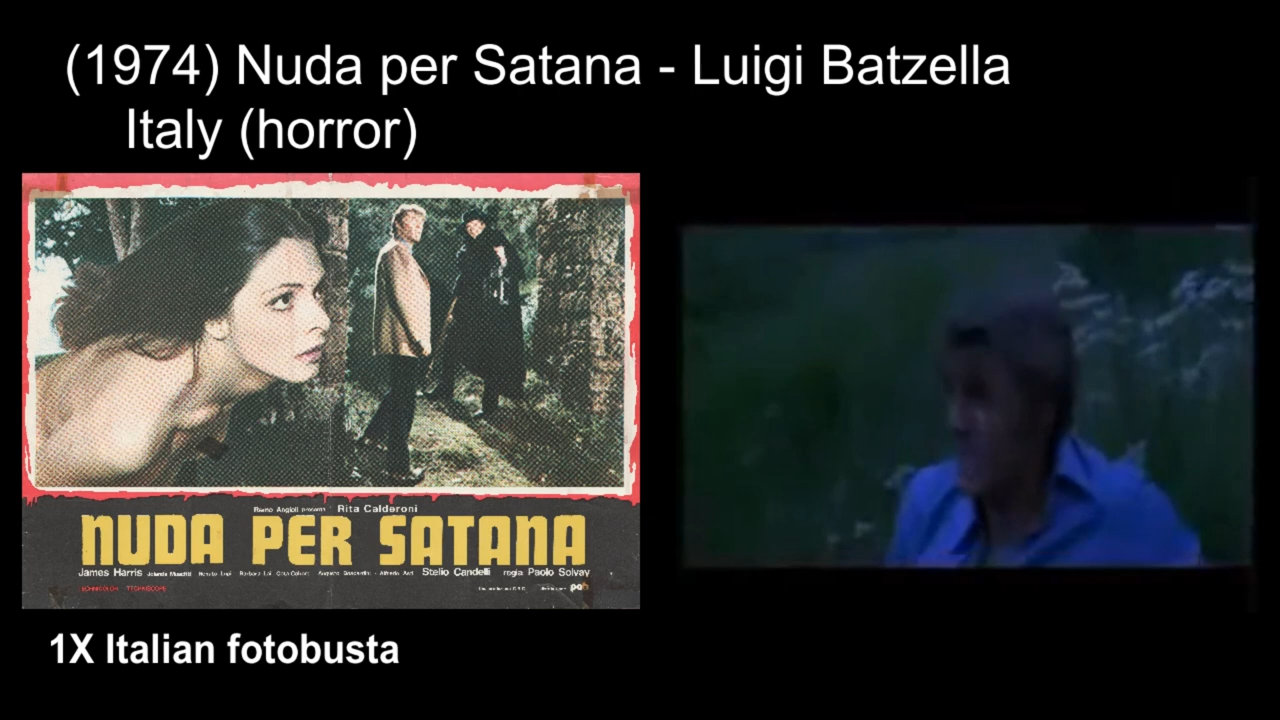 (1974) Nuda per Satana - Luigi Batzella
Italy (horror)
Rita Calderoni
NUDA PER SATANA
James Harris
Stelio Candelli regia Paolo Solvay
TECHNISCOPE
1X Italian fotobusta